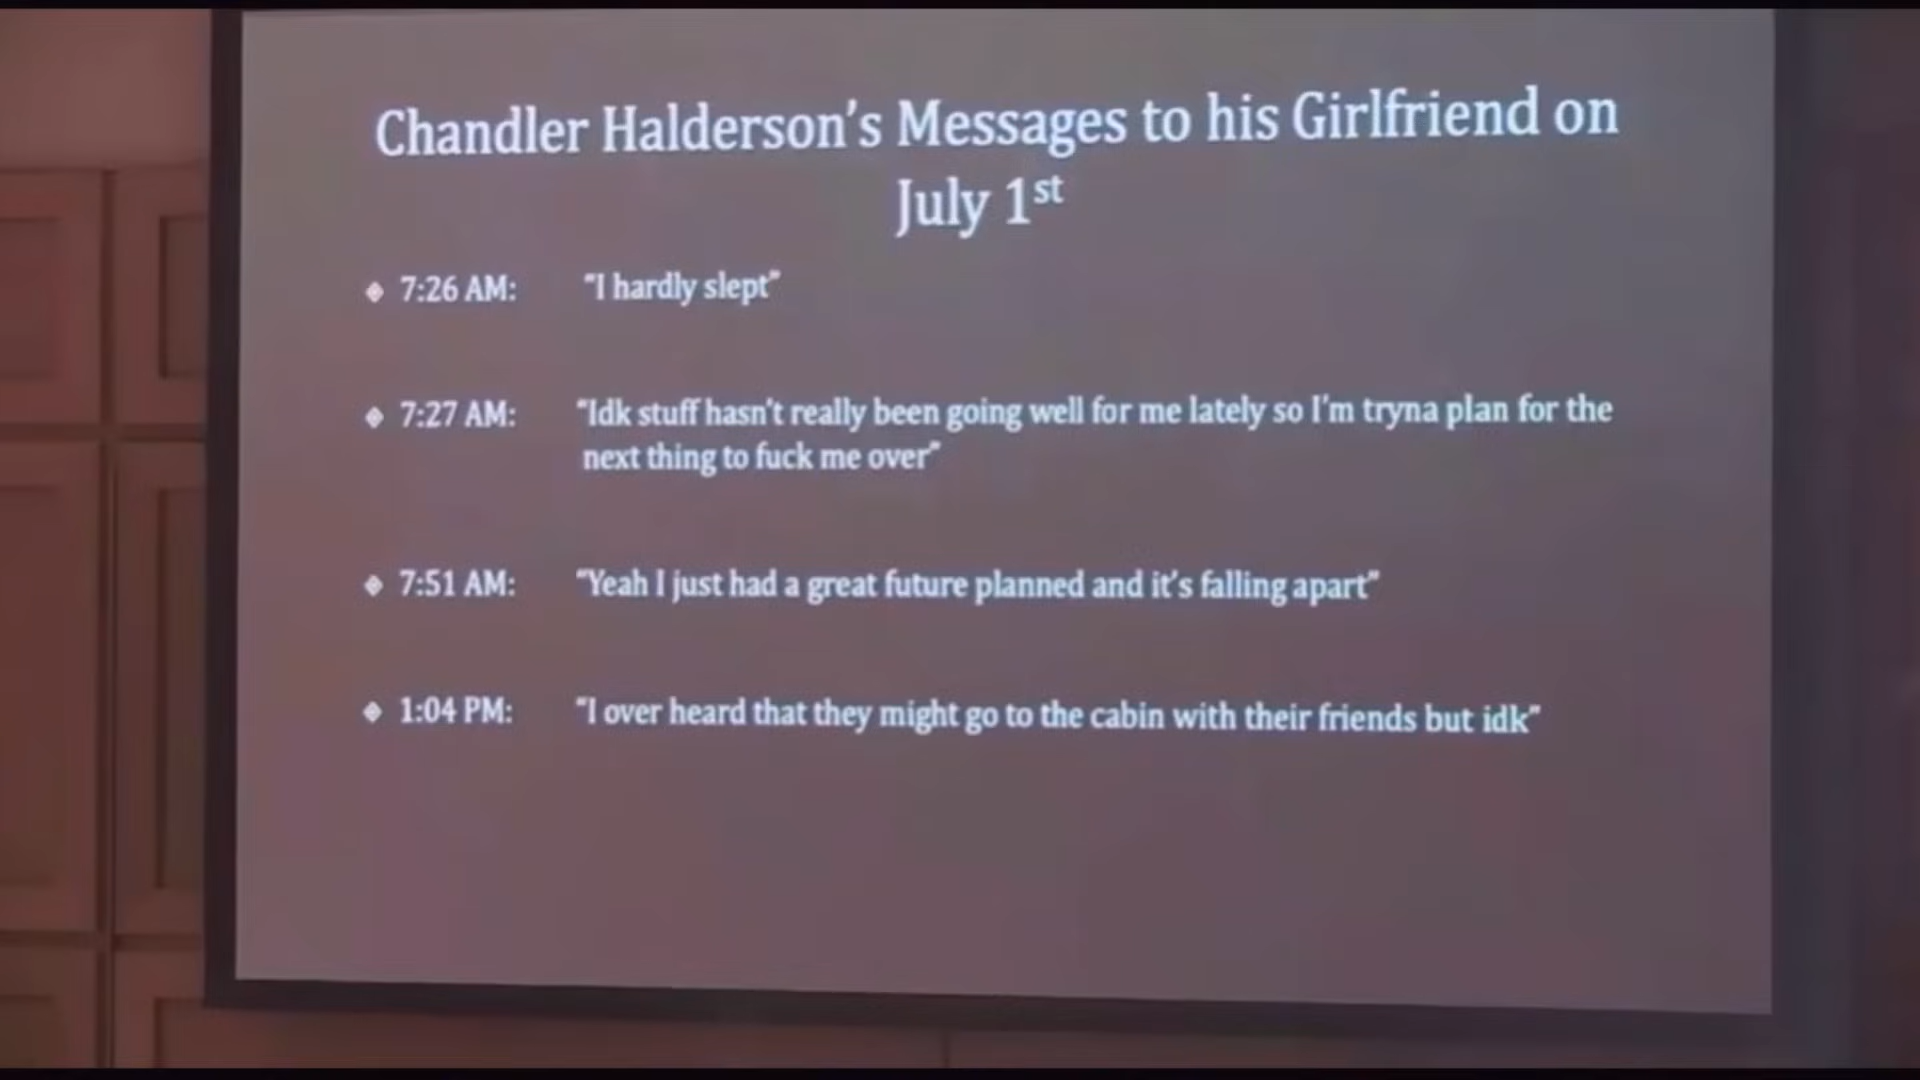 Chandler Halderson's Messages to his Girlfriend on
July 1st
◆ 7:26 AM: "I hardly slept"
◆ 7:27 AM: "Idk stuff hasn't really been going well for me lately so I'm tryna plan for the
next thing to fuck me over"
◆ 7:51 AM: "Yeah I just had a great future planned and it's falling apart"
◆ 1:04 PM: "I over heard that they might go to the cabin with their friends but idk"